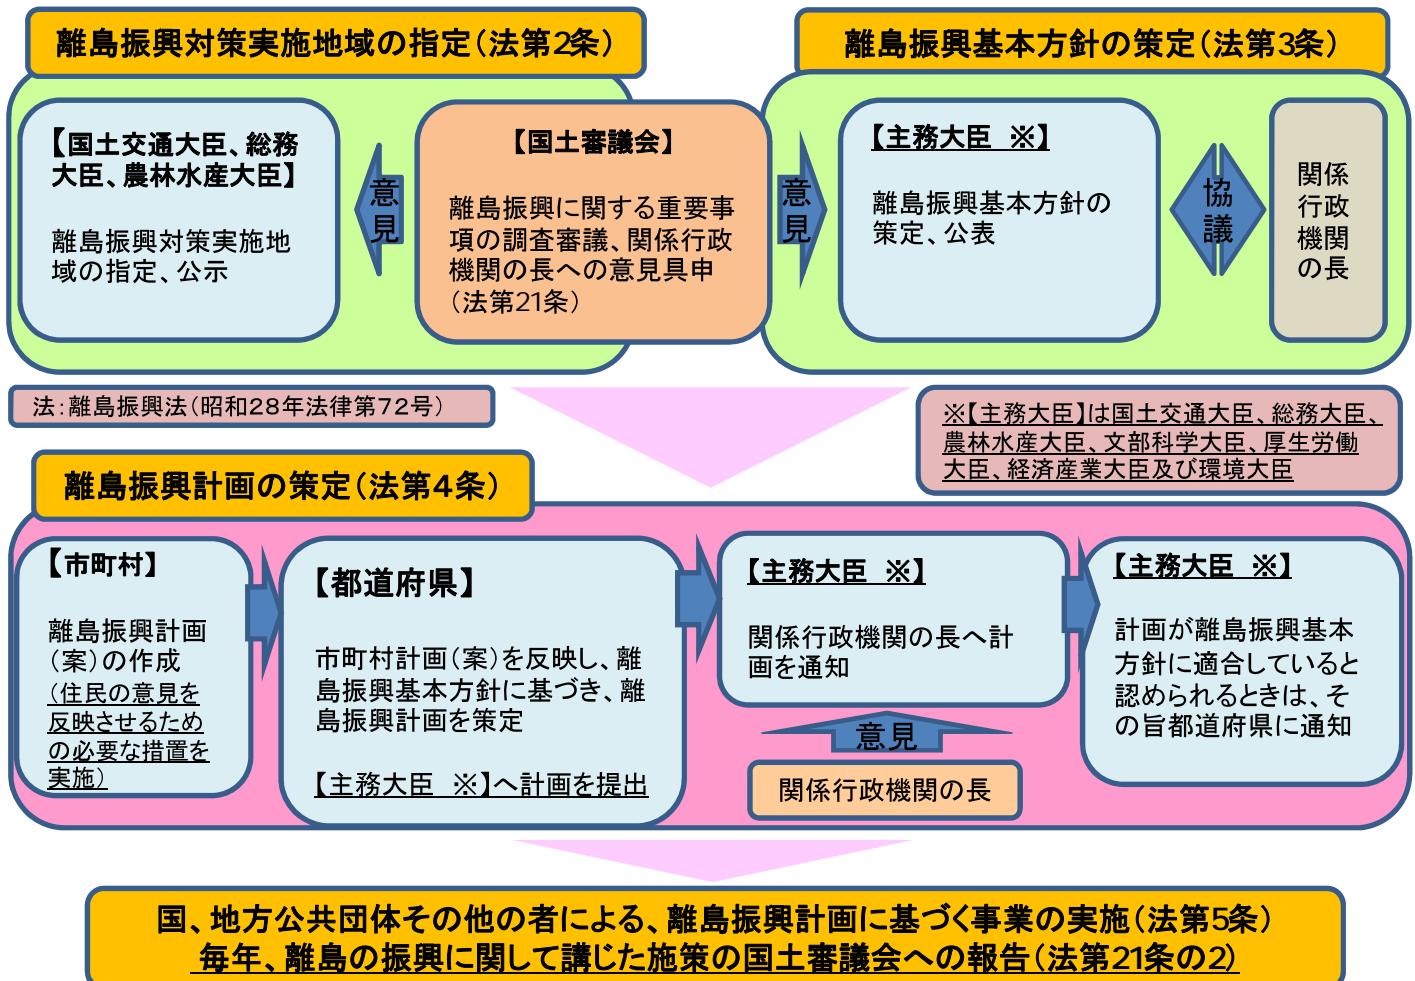 離島振興対策実施地域の指定（法第2条）
離島振興基本方針の策定（法第3条）
【国土交通大臣、総務
大臣、農林水産大臣】
離島振興対策実施地
域の指定、公示
意
見
【国土審議会】
離島振興に関する重要事
項の調査審議、関係行政
機関の長への意見具申
（法第21条）
意
見
【主務大臣　※】
離島振興基本方針の
策定、公表
協
議
関係
行政
機関
の長
法：離島振興法（昭和28年法律第72号）
※【主務大臣】は国土交通大臣、総務大臣、
農林水産大臣、文部科学大臣、厚生労働
大臣、経済産業大臣及び環境大臣
離島振興計画の策定（法第4条）
【市町村】
離島振興計画
（案）の作成
（住民の意見を
反映させるため
の必要な措置を
実施）
【都道府県】
市町村計画（案）を反映し、離
島振興基本方針に基づき、離
島振興計画を策定
【主務大臣　※】へ計画を提出
【主務大臣　※】
関係行政機関の長へ計
画を通知
意見
関係行政機関の長
【主務大臣　※】
計画が離島振興基本
方針に適合していると
認められるときは、そ
の旨都道府県に通知
国、地方公共団体その他の者による、離島振興計画に基づく事業の実施（法第5条）
毎年、離島の振興に関して講じた施策の国土審議会への報告（法第21条の2）